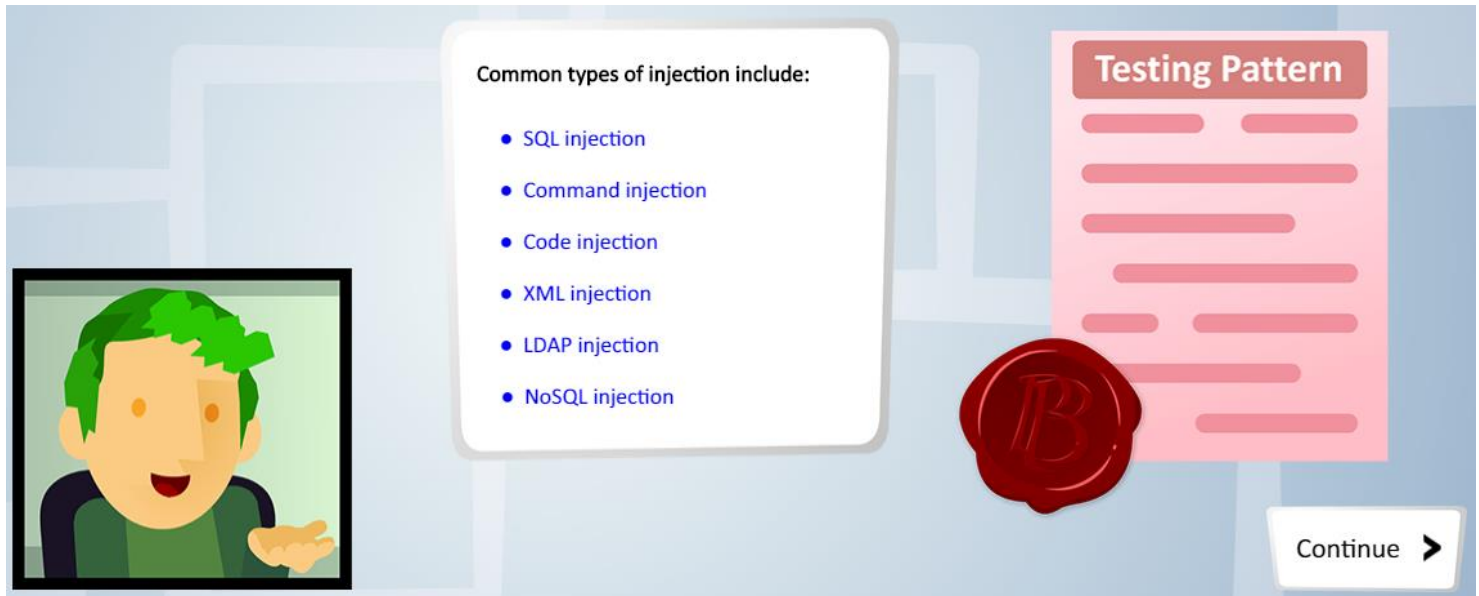 Common types of injection include:
● SQL injection
● Command injection
● Code injection
● XML injection
● LDAP injection
● NoSQL injection
Testing Pattern
Continue >